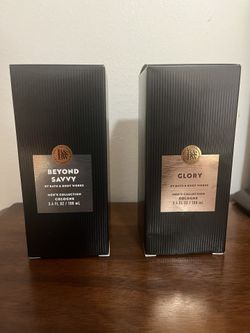 BEYOND
SAVVY
BY BATH & BODY WORKS
MEN'S COLLECTION
COLOGNE
3.4 FL OZ / 100 mL
GLORY
BY BATH & BODY WORKS
MEN'S COLLECTION
COLOGNE
3.4 FL OZ / 100 mL